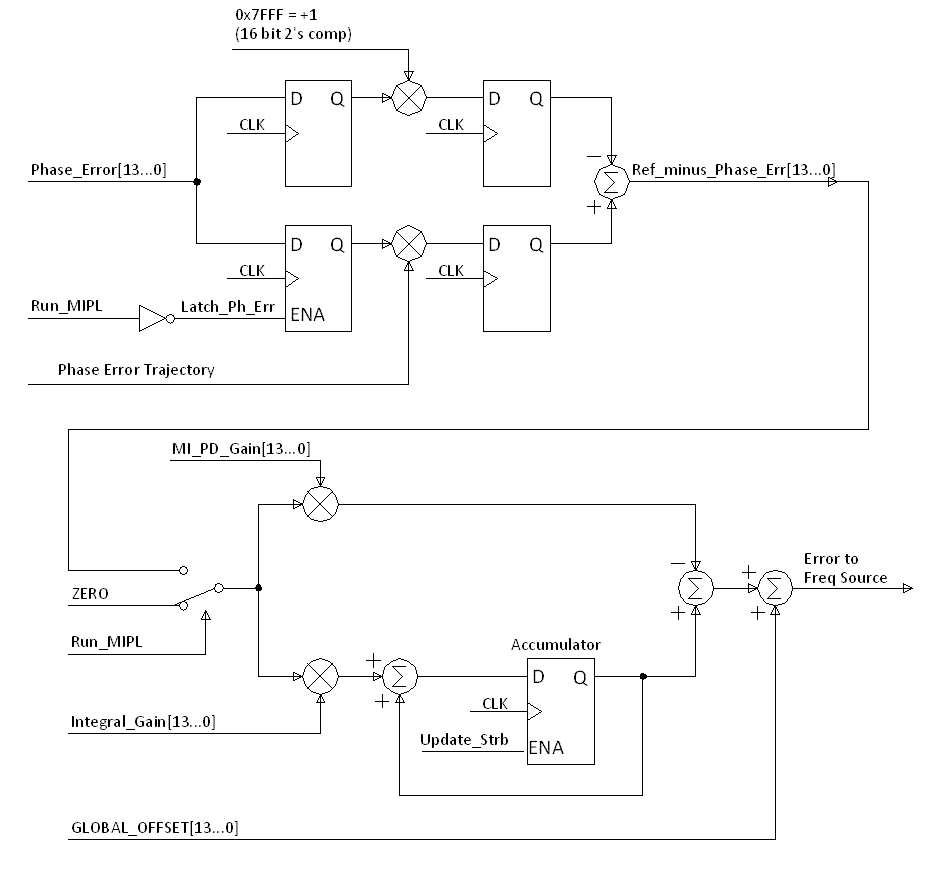 0x7FFF = +1
(16 bit 2's comp)
D Q D Q
CLK CLK
Phase_Error[13...0]
− Ref_minus_Phase_Err[13...0]
Σ
+
D Q D Q
CLK CLK
Run_MIPL Latch_Ph_Err ENA
Phase Error Trajectory
MI_PD_Gain[13...0]
Error to
Freq Source
− +
ZERO Σ Σ
+ +
Run_MIPL
Accumulator
+ Σ D Q
+
CLK
Integral_Gain[13...0]
Update_Strb ENA
GLOBAL_OFFSET[13...0]